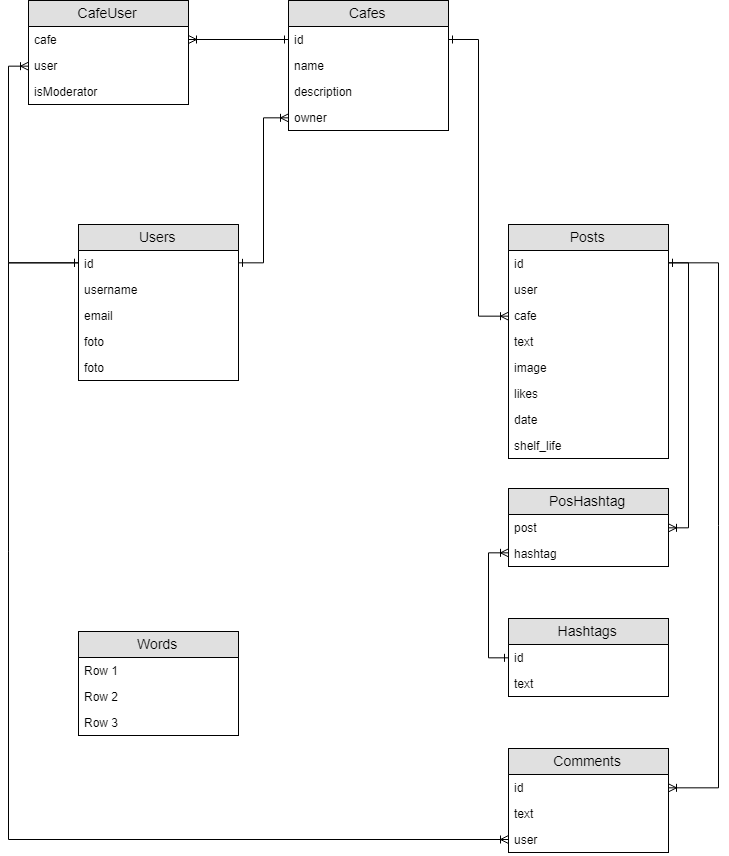 CafeUser
cafe
user
isModerator
Cafes
id
name
description
owner
Users
id
username
email
foto
foto
Posts
id
user
cafe
text
image
likes
date
shelf_life
PosHashtag
post
hashtag
Hashtags
id
text
Words
Row 1
Row 2
Row 3
Comments
id
text
user